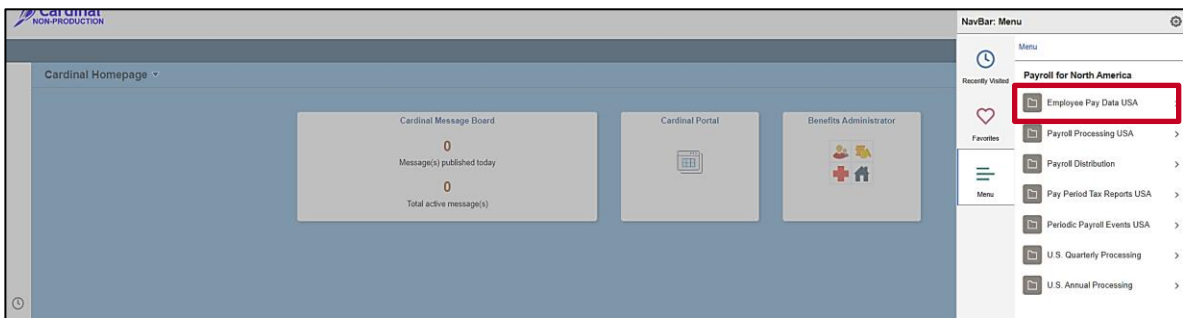 Cardinal
NON-PRODUCTION
Cardinal Homepage
Cardinal Message Board
0
Message(s) published today
0
Total active message(s)
Cardinal Portal
Benefits Administrator
NavBar: Menu
Recently Visited
Favorites
Menu
Menu
Payroll for North America
Employee Pay Data USA
Payroll Processing USA
Payroll Distribution
Pay Period Tax Reports USA
Periodic Payroll Events USA
U.S. Quarterly Processing
U.S. Annual Processing